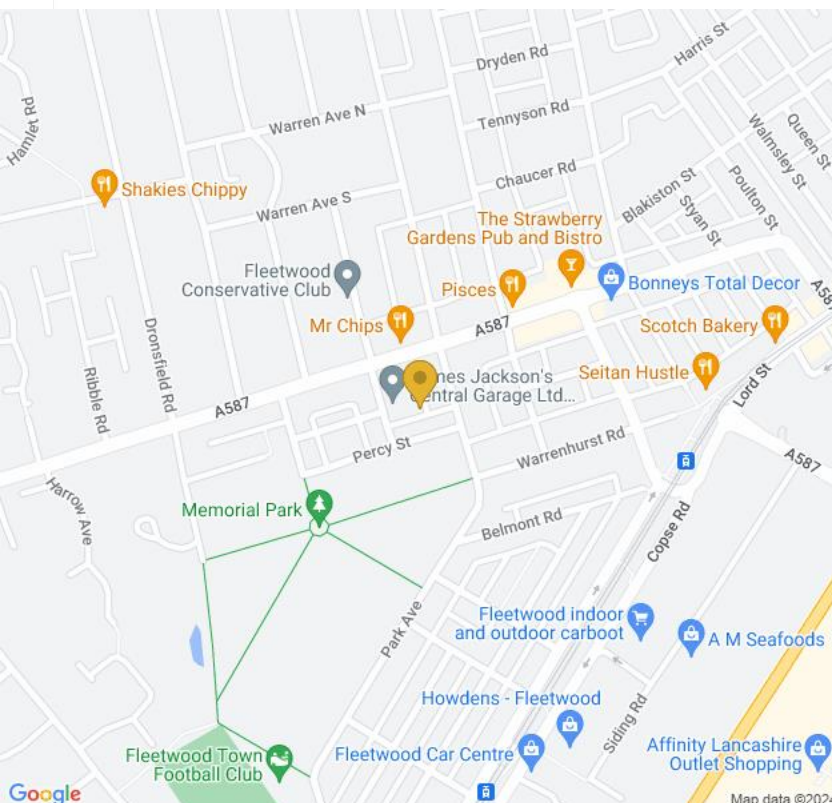 Dryden Rd
Harris St
Hamlet Rd
Warren Ave N
Tennyson Rd
Walmsley St
Queen St
Chaucer Rd
Shakies Chippy
Blakiston St
Poulton St
Styan St
Warren Ave S
The Strawberry
Gardens Pub and Bistro
Fleetwood
Conservative Club
Pisces
Bonneys Total Decor
A587
Mr Chips
A587
Scotch Bakery
Dronsfield Rd
Ribble Rd
Jackson's
Central Garage Ltd...
Seitan Hustle
Lord St
A587
Percy St
Warrenhurst Rd
A587
Harrow Ave
Memorial Park
Belmont Rd
Copse Rd
Park Ave
Fleetwood indoor
and outdoor carboot
A M Seafoods
Howdens - Fleetwood
Siding Rd
Fleetwood Town
Football Club
Fleetwood Car Centre
Affinity Lancashire
Outlet Shopping
Google
Map data ©2024